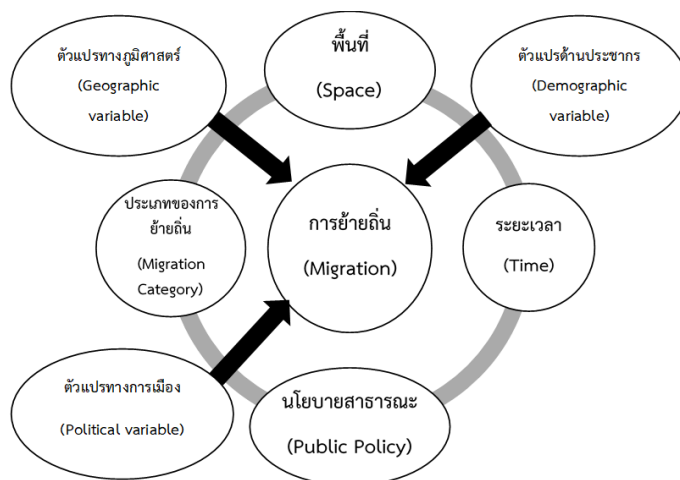 ตัวแปรทางภูมิศาสตร์
(Geographic
variable)
พื้นที่
(Space)
ตัวแปรด้านประชากร
(Demographic
variable)
ประเภทของการ
ย้ายถิ่น
(Migration
Category)
การย้ายถิ่น
(Migration)
ระยะเวลา
(Time)
ตัวแปรทางการเมือง
(Political variable)
นโยบายสาธารณะ
(Public Policy)